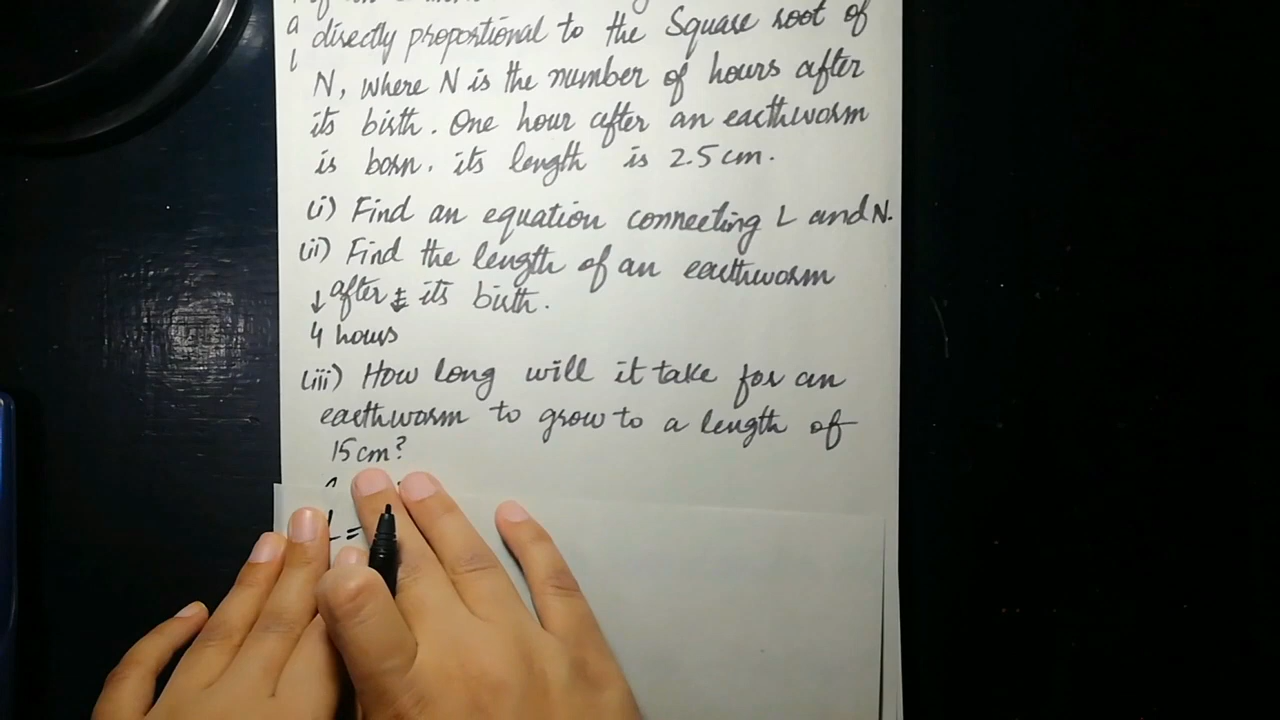 a directly proportional to the Square root of
l N, where N is the number of hours after
its birth. One hour after an earthworm
is born, its length is 2.5 cm.
(i) Find an equation connecting L and N.
(ii) Find the length of an earthworm
↓ after its birth.
4 hours
(iii) How long will it take for an
earthworm to grow to a length of
15 cm?
L =